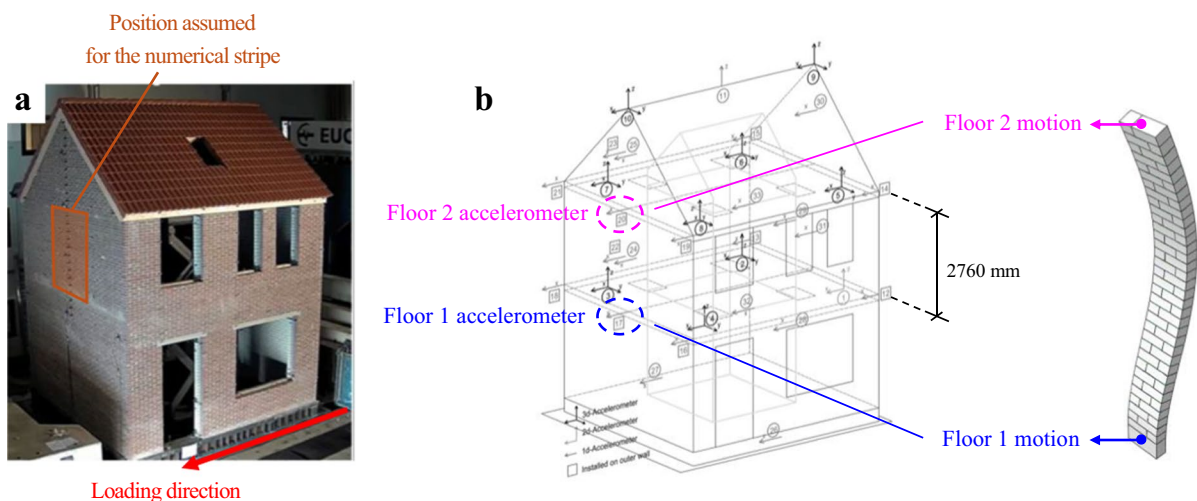 Position assumed
for the numerical stripe
a
EUC
Loading direction
b
Floor 2 accelerometer
Floor 1 accelerometer
3d-Accelerometer
2d-Accelerometer
1d-Accelerometer
Installed on outer wall
2760 mm
Floor 2 motion
Floor 1 motion